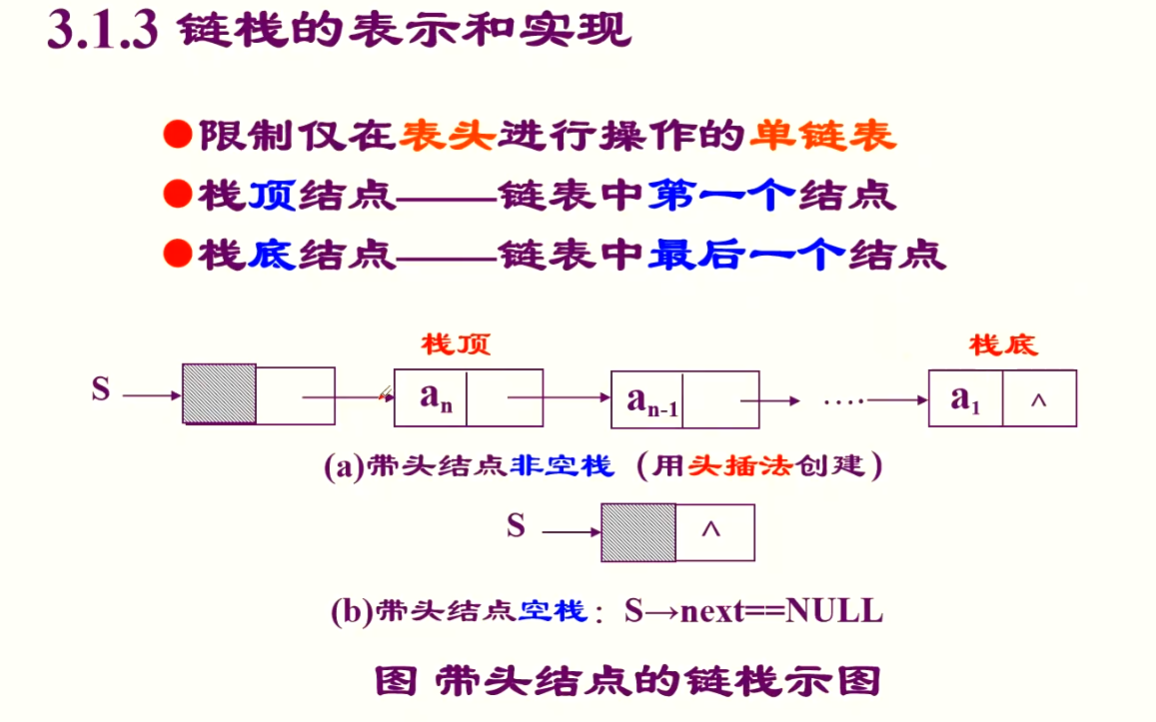 3.1.3 链栈的表示和实现
●限制仅在表头进行操作的单链表
●栈顶结点——链表中第一个结点
●栈底结点——链表中最后一个结点
栈顶 栈底
S an an-1 ‥‥ a1 ^
(a)带头结点非空栈（用头插法创建）
S ^
(b)带头结点空栈：S→next==NULL
图 带头结点的链栈示图